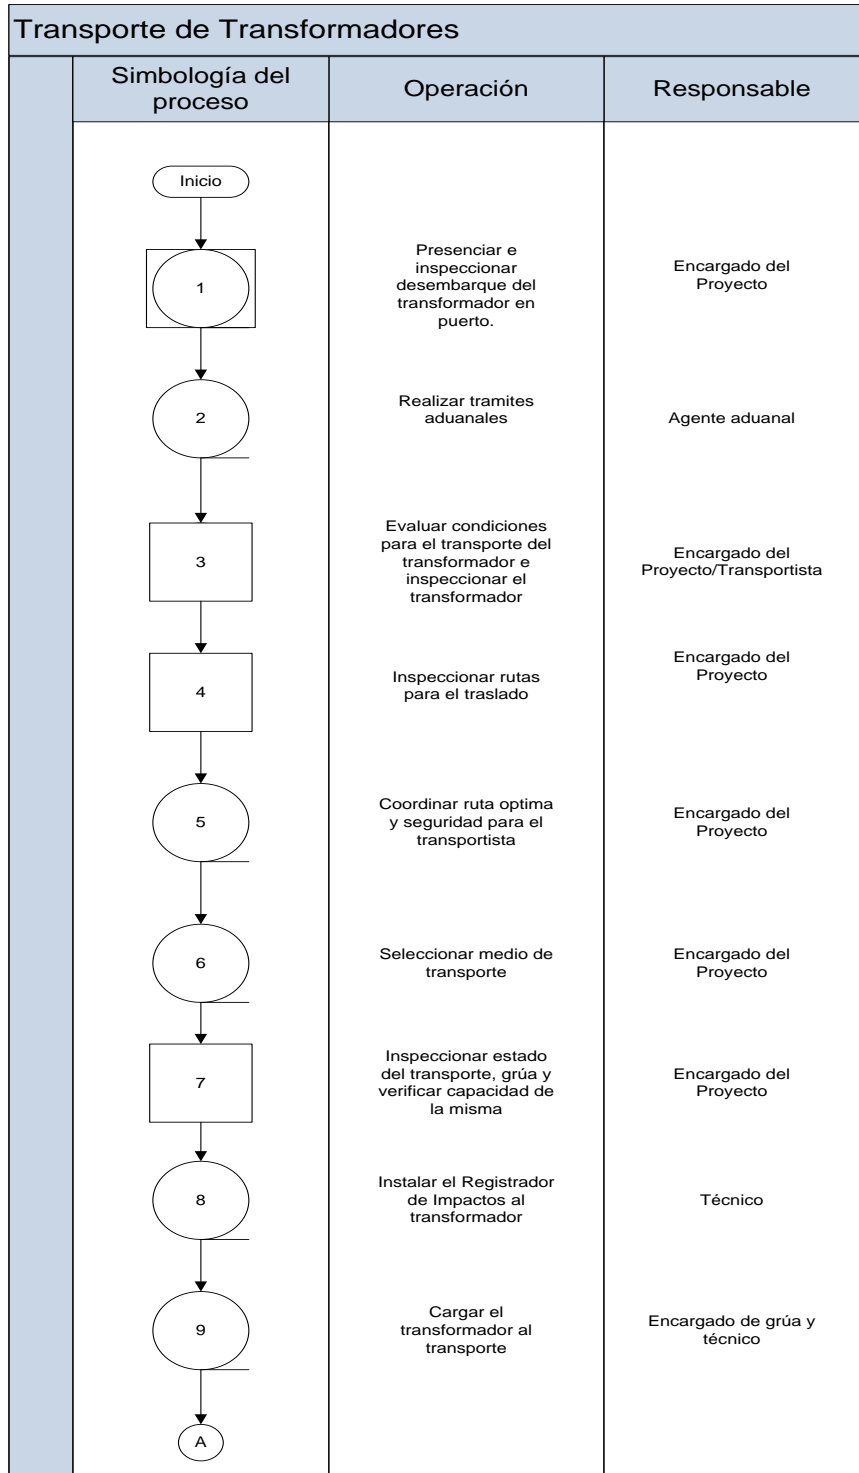 Transporte de Transformadores
Simbología del
proceso
Operación
Responsable
Inicio
1
Presenciar e
inspeccionar
desembarque del
transformador en
puerto.
Encargado del
Proyecto
2
Realizar tramites
aduanales
Agente aduanal
3
Evaluar condiciones
para el transporte del
transformador e
inspeccionar el
transformador
Encargado del
Proyecto/Transportista
4
Inspeccionar rutas
para el traslado
Encargado del
Proyecto
5
Coordinar ruta optima
y seguridad para el
transportista
Encargado del
Proyecto
6
Seleccionar medio de
transporte
Encargado del
Proyecto
7
Inspeccionar estado
del transporte, grúa y
verificar capacidad de
la misma
Encargado del
Proyecto
8
Instalar el Registrador
de Impactos al
transformador
Técnico
9
Cargar el
transformador al
transporte
Encargado de grúa y
técnico
A